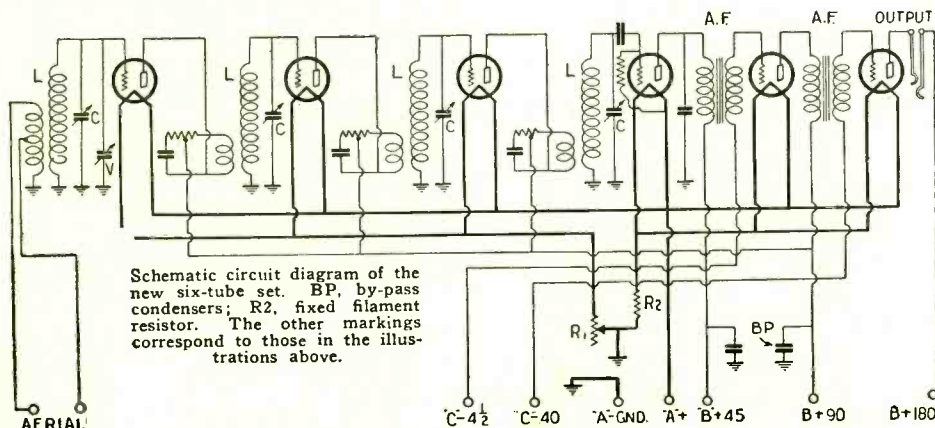 A.F. A.F. OUTPUT
L L L L
C V C C C
Schematic circuit diagram of the
new six-tube set. BP, by-pass
condensers; R2, fixed filament
resistor. The other markings
correspond to those in the illus-
trations above.
R1 R2 BP
AERIAL "C"-4½ "C"-40 "A"-GND. "A"+ "B"+45 B+90 B+180